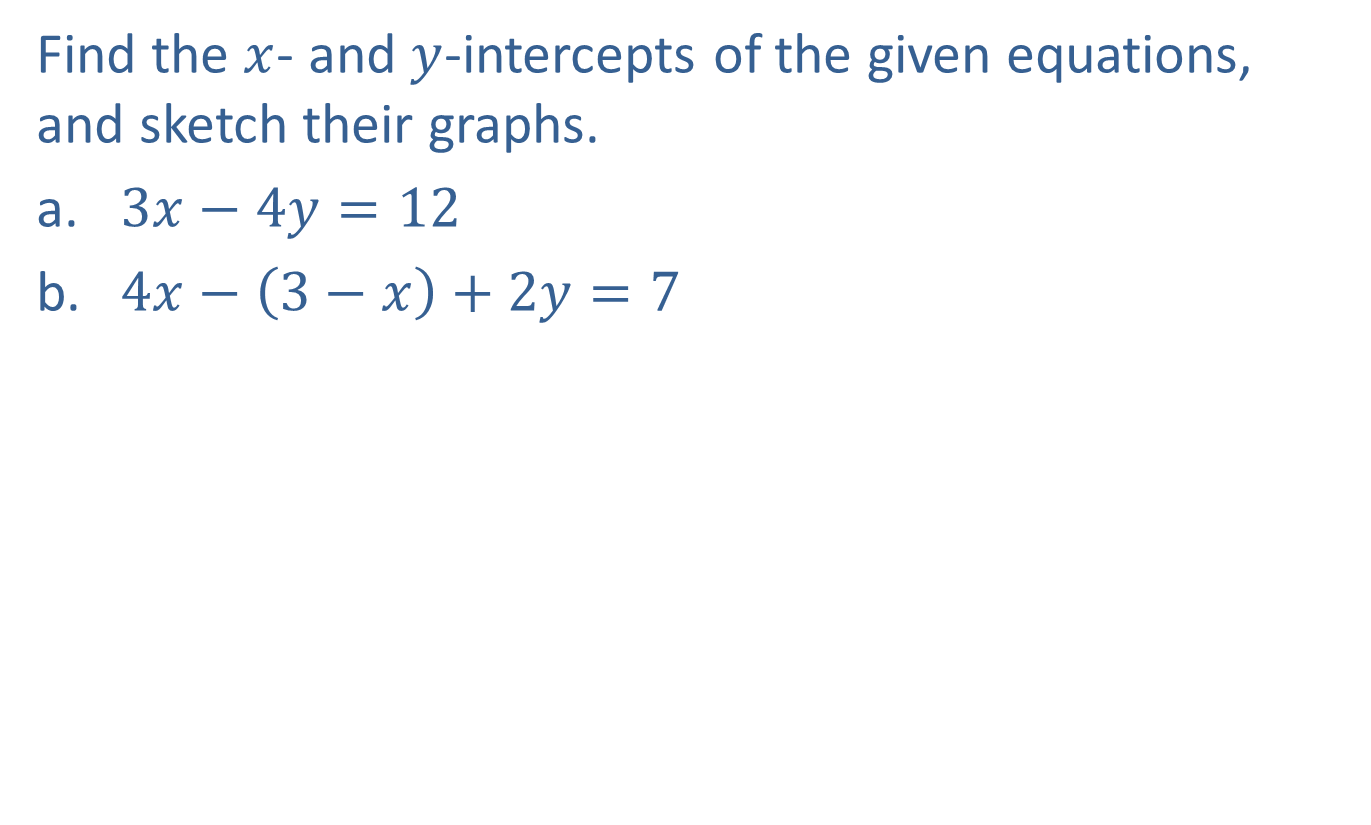 Find the x- and y-intercepts of the given equations,
and sketch their graphs.
a. 3x − 4y = 12
b. 4x − (3 − x) + 2y = 7